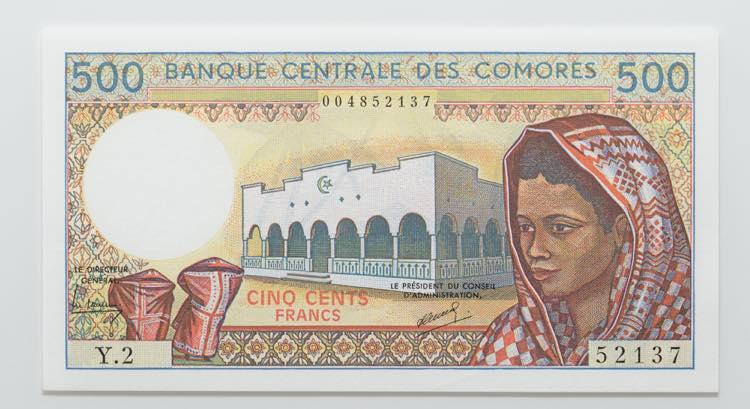 500 BANQUE CENTRALE DES COMORES 500
004852137
LE DIRECTEUR
GÉNÉRAL,
CINQ CENTS
FRANCS
LE PRÉSIDENT DU CONSEIL
D'ADMINISTRATION,
Y.2
52137